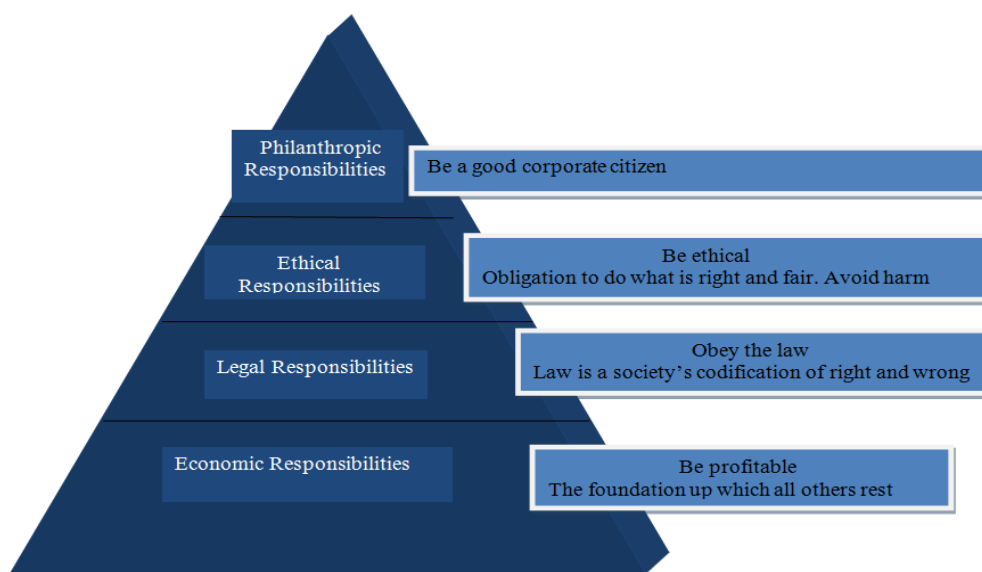 Philanthropic
Responsibilities
Be a good corporate citizen
Ethical
Responsibilities
Be ethical
Obligation to do what is right and fair. Avoid harm
Legal Responsibilities
Obey the law
Law is a society’s codification of right and wrong
Economic Responsibilities
Be profitable
The foundation up which all others rest